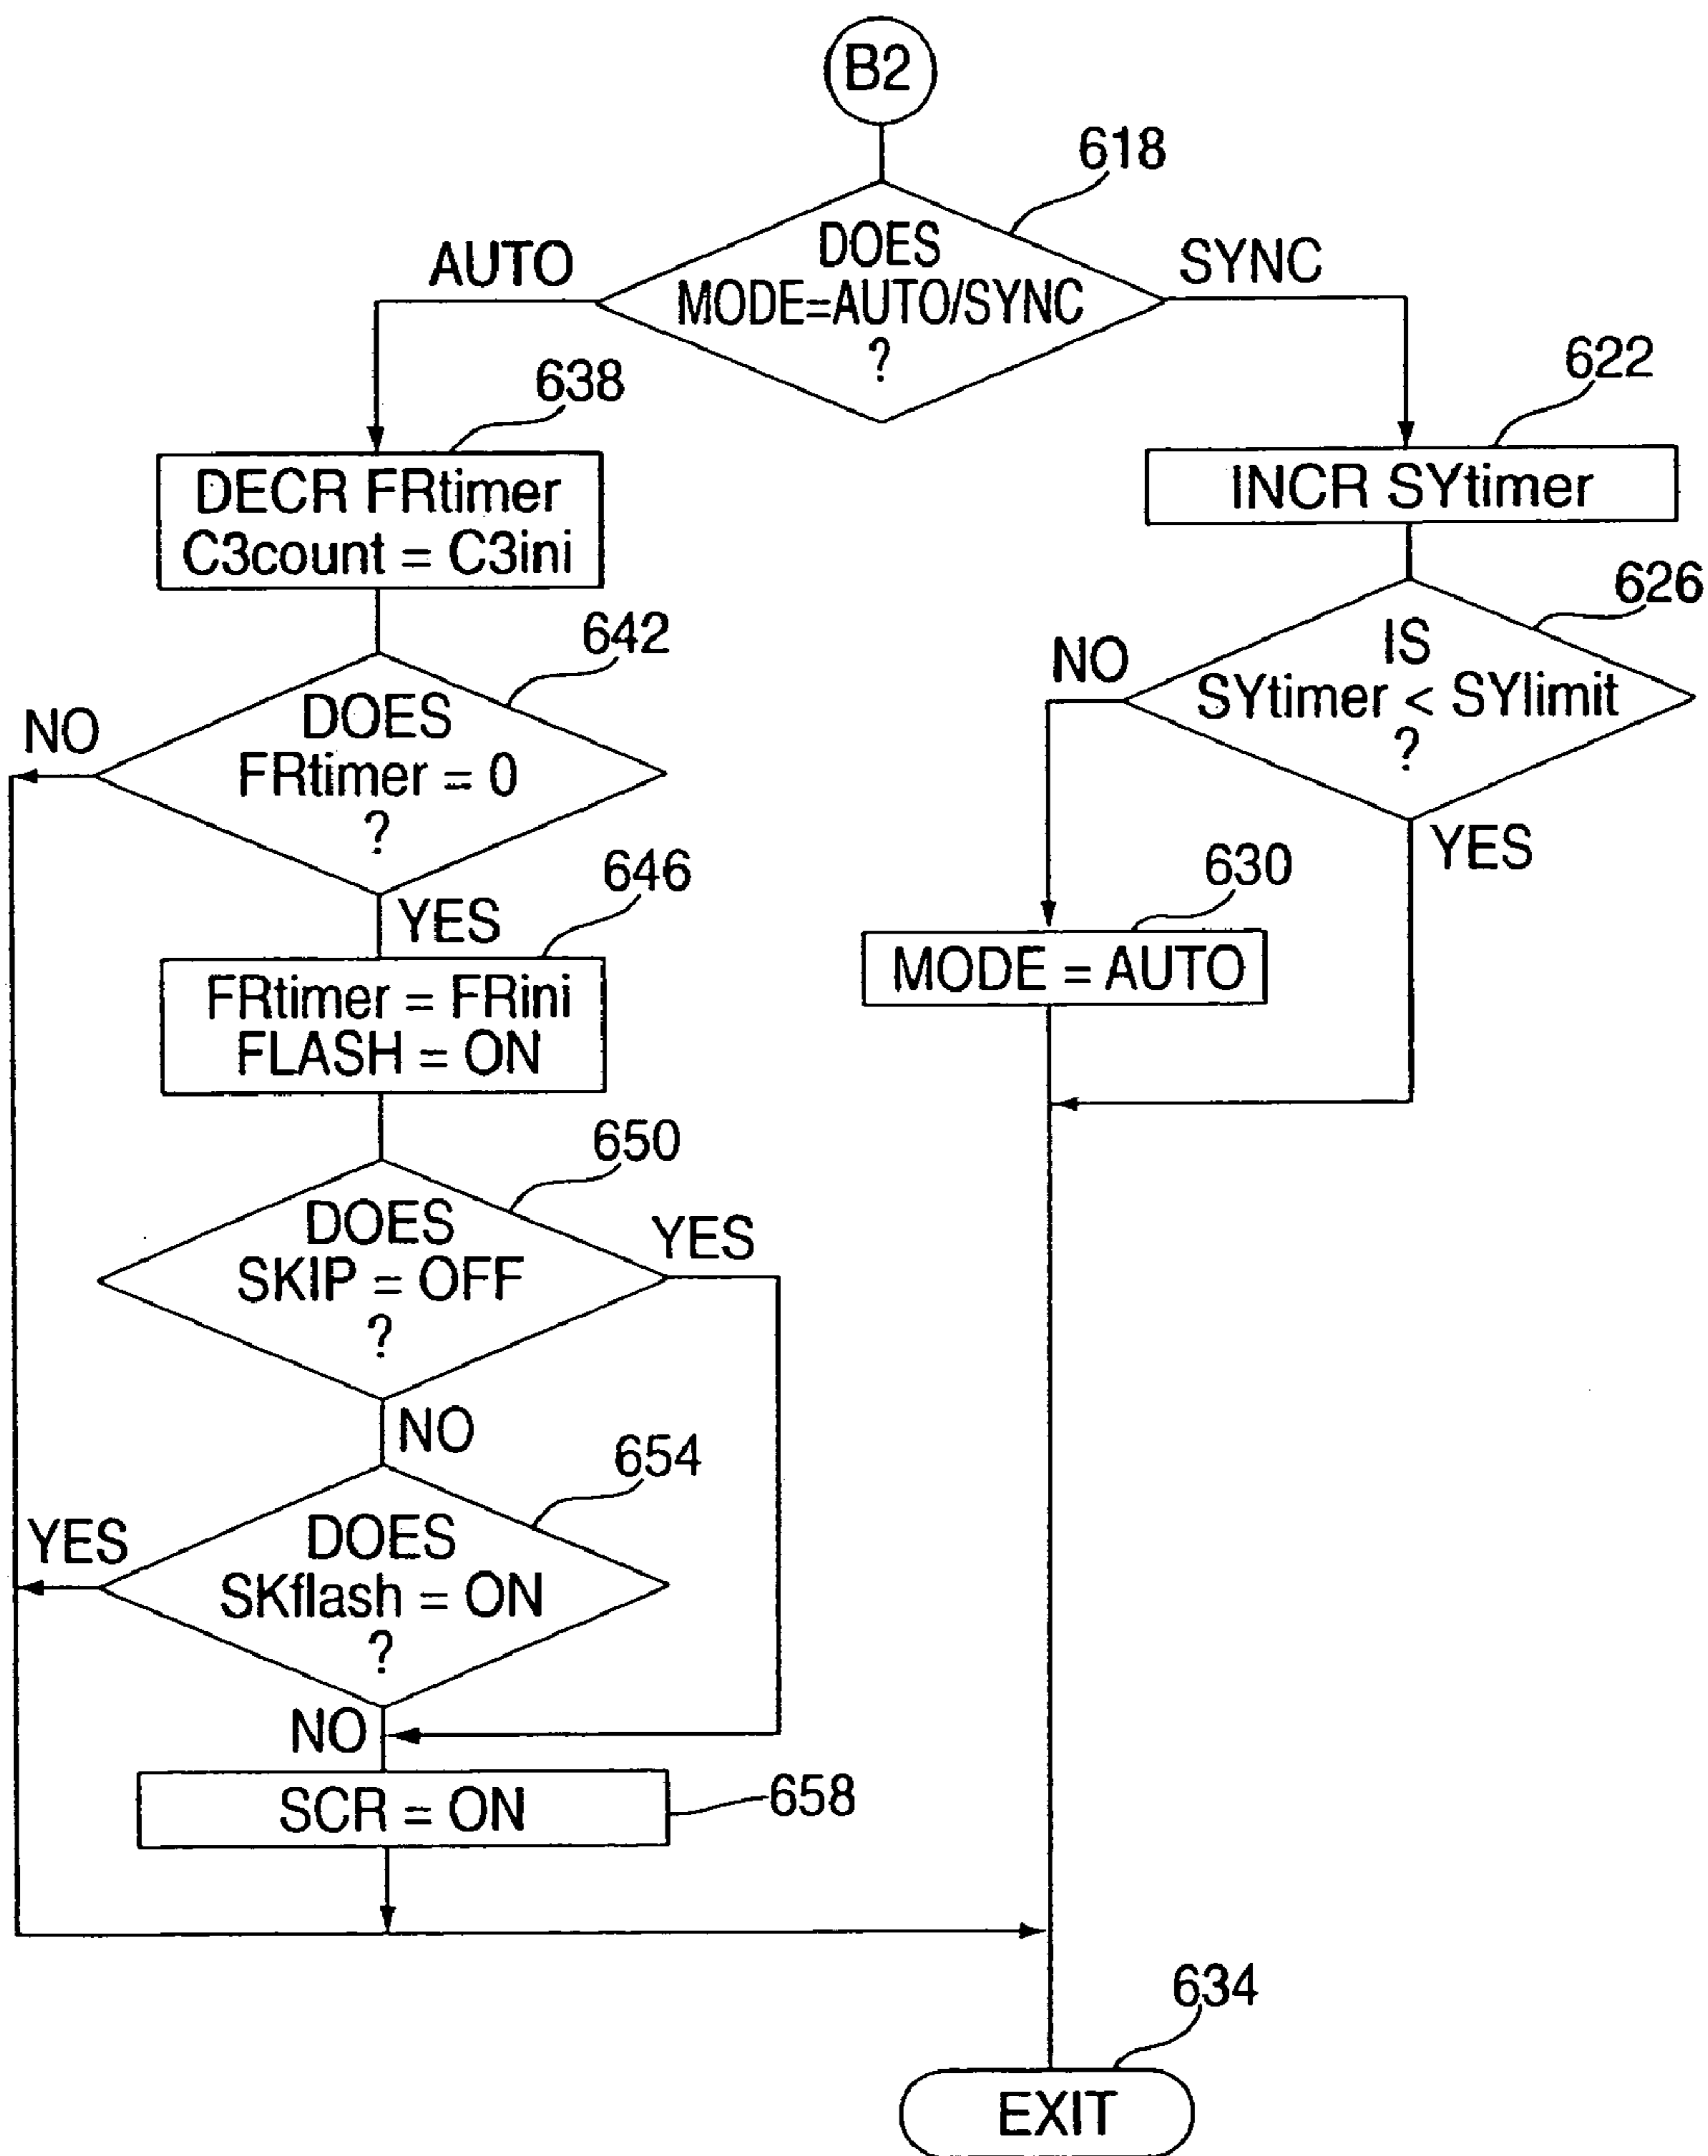 B2
618
DOES
MODE=AUTO/SYNC
?
AUTO
SYNC
638
DECR FRtimer
C3count = C3ini
622
INCR SYtimer
626
IS
SYtimer < SYlimit
?
NO
YES
642
DOES
FRtimer = 0
?
NO
YES
630
MODE = AUTO
646
FRtimer = FRini
FLASH = ON
650
DOES
SKIP = OFF
?
YES
NO
654
DOES
SKflash = ON
?
YES
NO
SCR = ON
658
634
EXIT